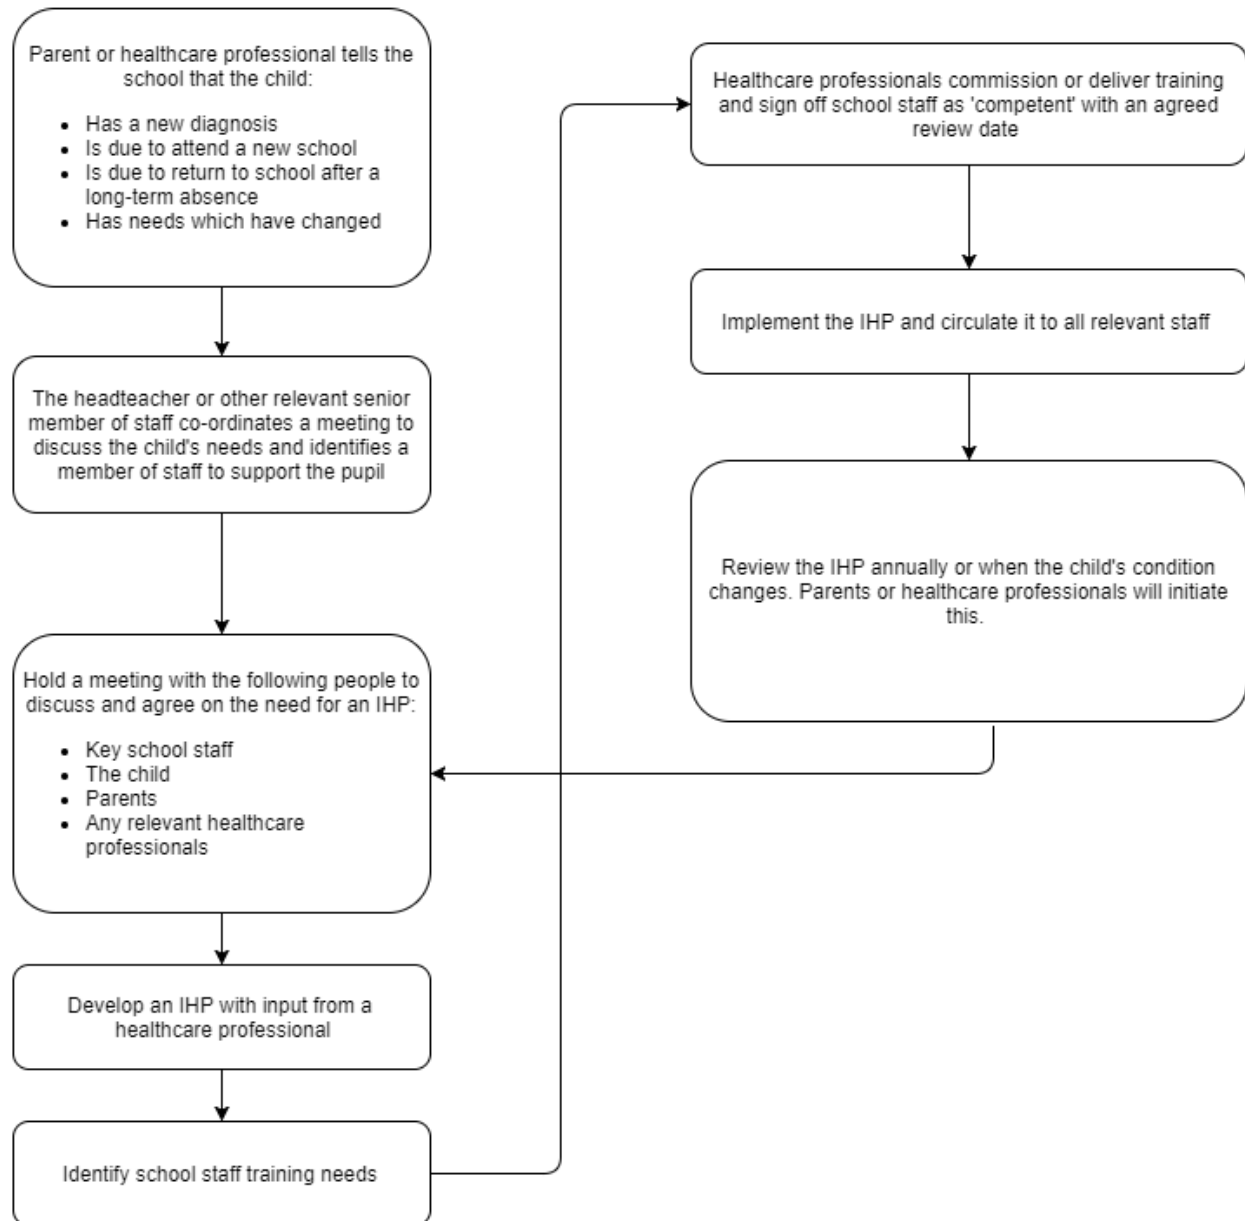 Parent or healthcare professional tells the
school that the child:
• Has a new diagnosis
• Is due to attend a new school
• Is due to return to school after a
long-term absence
• Has needs which have changed
The headteacher or other relevant senior
member of staff co-ordinates a meeting to
discuss the child's needs and identifies a
member of staff to support the pupil
Hold a meeting with the following people to
discuss and agree on the need for an IHP:
• Key school staff
• The child
• Parents
• Any relevant healthcare
professionals
Develop an IHP with input from a
healthcare professional
Identify school staff training needs
Healthcare professionals commission or deliver training
and sign off school staff as 'competent' with an agreed
review date
Implement the IHP and circulate it to all relevant staff
Review the IHP annually or when the child's condition
changes. Parents or healthcare professionals will initiate
this.